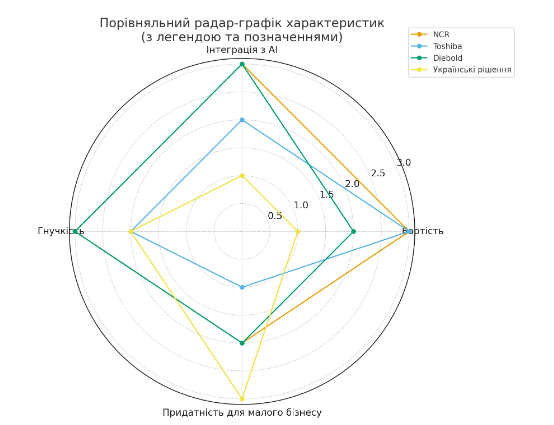 Порівняльний радар-графік характеристик
(з легендою та позначеннями)
NCR
Toshiba
Diebold
Українські рішення
Інтеграція з AI
3.0
2.5
2.0
1.5
1.0
0.5
Гнучкість
Вартість
Придатність для малого бізнесу